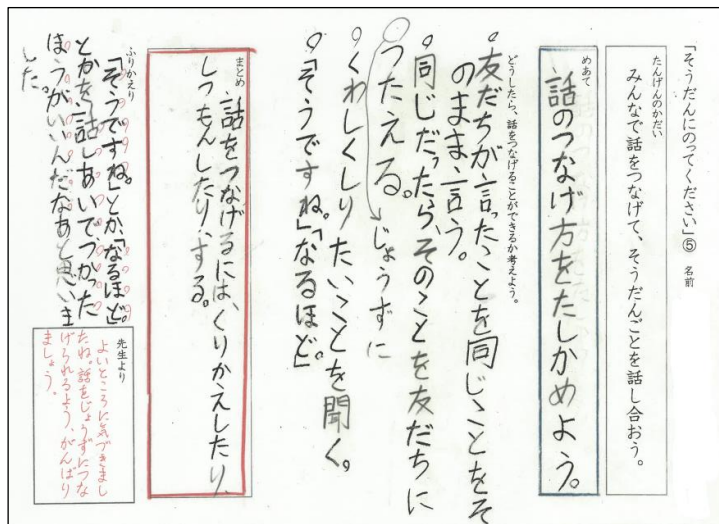 「そうだんにのってください」⑤ 名前
たんげんのかだい
みんなで話をつなげて、そうだんごとを話し合おう。
めあて
話のつなげ方をたしかめよう。
どうしたら、話をつなげることができるか考えよう。
友だちが言ったことを同じことをそ
のまま言う。
同じだったら、そのことを友だちに
つたえる。→じょうずに
くわしくしりたいことを聞く。
「そうですね。」「なるほど」
まとめ
話をつなげるには、くりかえしたり、
しつもんしたり、する。
ふりかえり
「そうですね。」とか、「なるほど。」
とかを話しあいでつかった
ほうがいいんだなあと思いま
した。
先生より
よいところに気づきまし
たね。話をじょうずにつな
げられるよう、がんばり
ましょう。